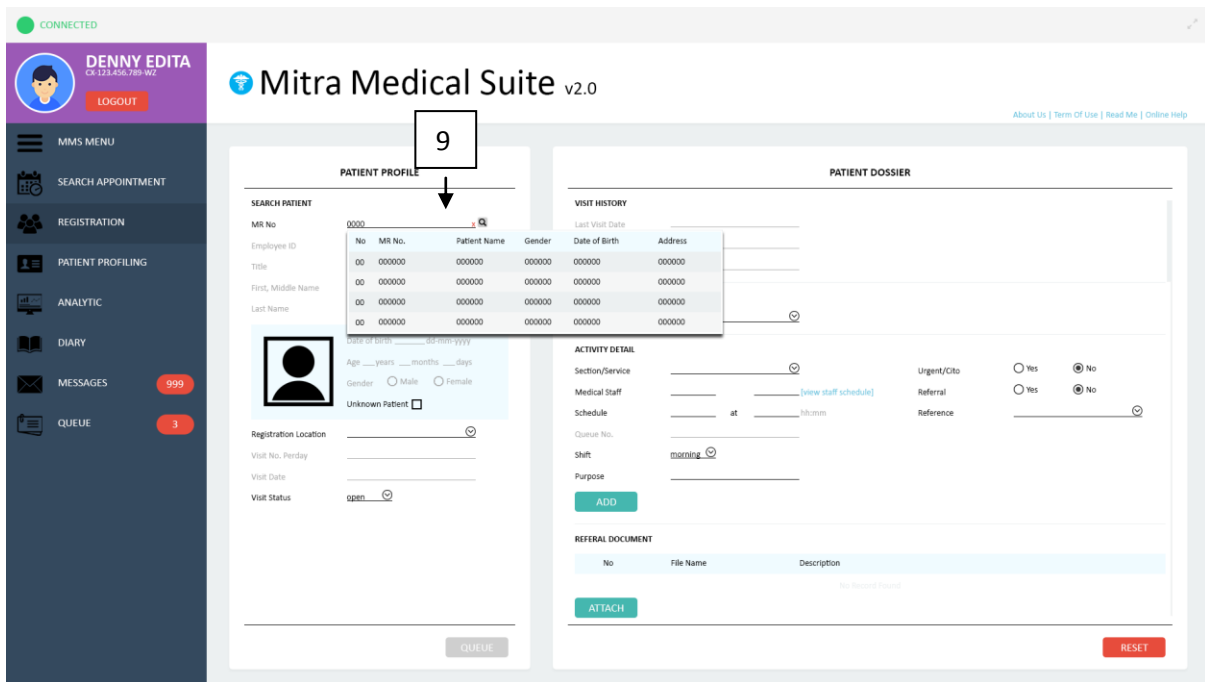 CONNECTED
DENNY EDITA
CX-123.456.789-WZ
LOGOUT
Mitra Medical Suite v2.0
About Us | Term Of Use | Read Me | Online Help
MMS MENU
SEARCH APPOINTMENT
REGISTRATION
PATIENT PROFILING
ANALYTIC
DIARY
MESSAGES 999
QUEUE 3
9
PATIENT PROFILE
SEARCH PATIENT
MR No 0000 x
Employee ID
Title
First, Middle Name
Last Name
No MR No. Patient Name Gender Date of Birth Address
00 000000 000000 000000 000000 000000
00 000000 000000 000000 000000 000000
00 000000 000000 000000 000000 000000
00 000000 000000 000000 000000 000000
Date of birth ______ dd-mm-yyyy
Age __years __months __days
Gender Male Female
Unknown Patient
Registration Location
Visit No. Perday
Visit Date
Visit Status open
QUEUE
PATIENT DOSSIER
VISIT HISTORY
Last Visit Date
ACTIVITY DETAIL
Section/Service
Urgent/Cito Yes No
Medical Staff [view staff schedule]
Referral Yes No
Schedule at hh:mm
Reference
Queue No.
Shift morning
Purpose
ADD
REFERAL DOCUMENT
No File Name Description
No Record Found
ATTACH
RESET